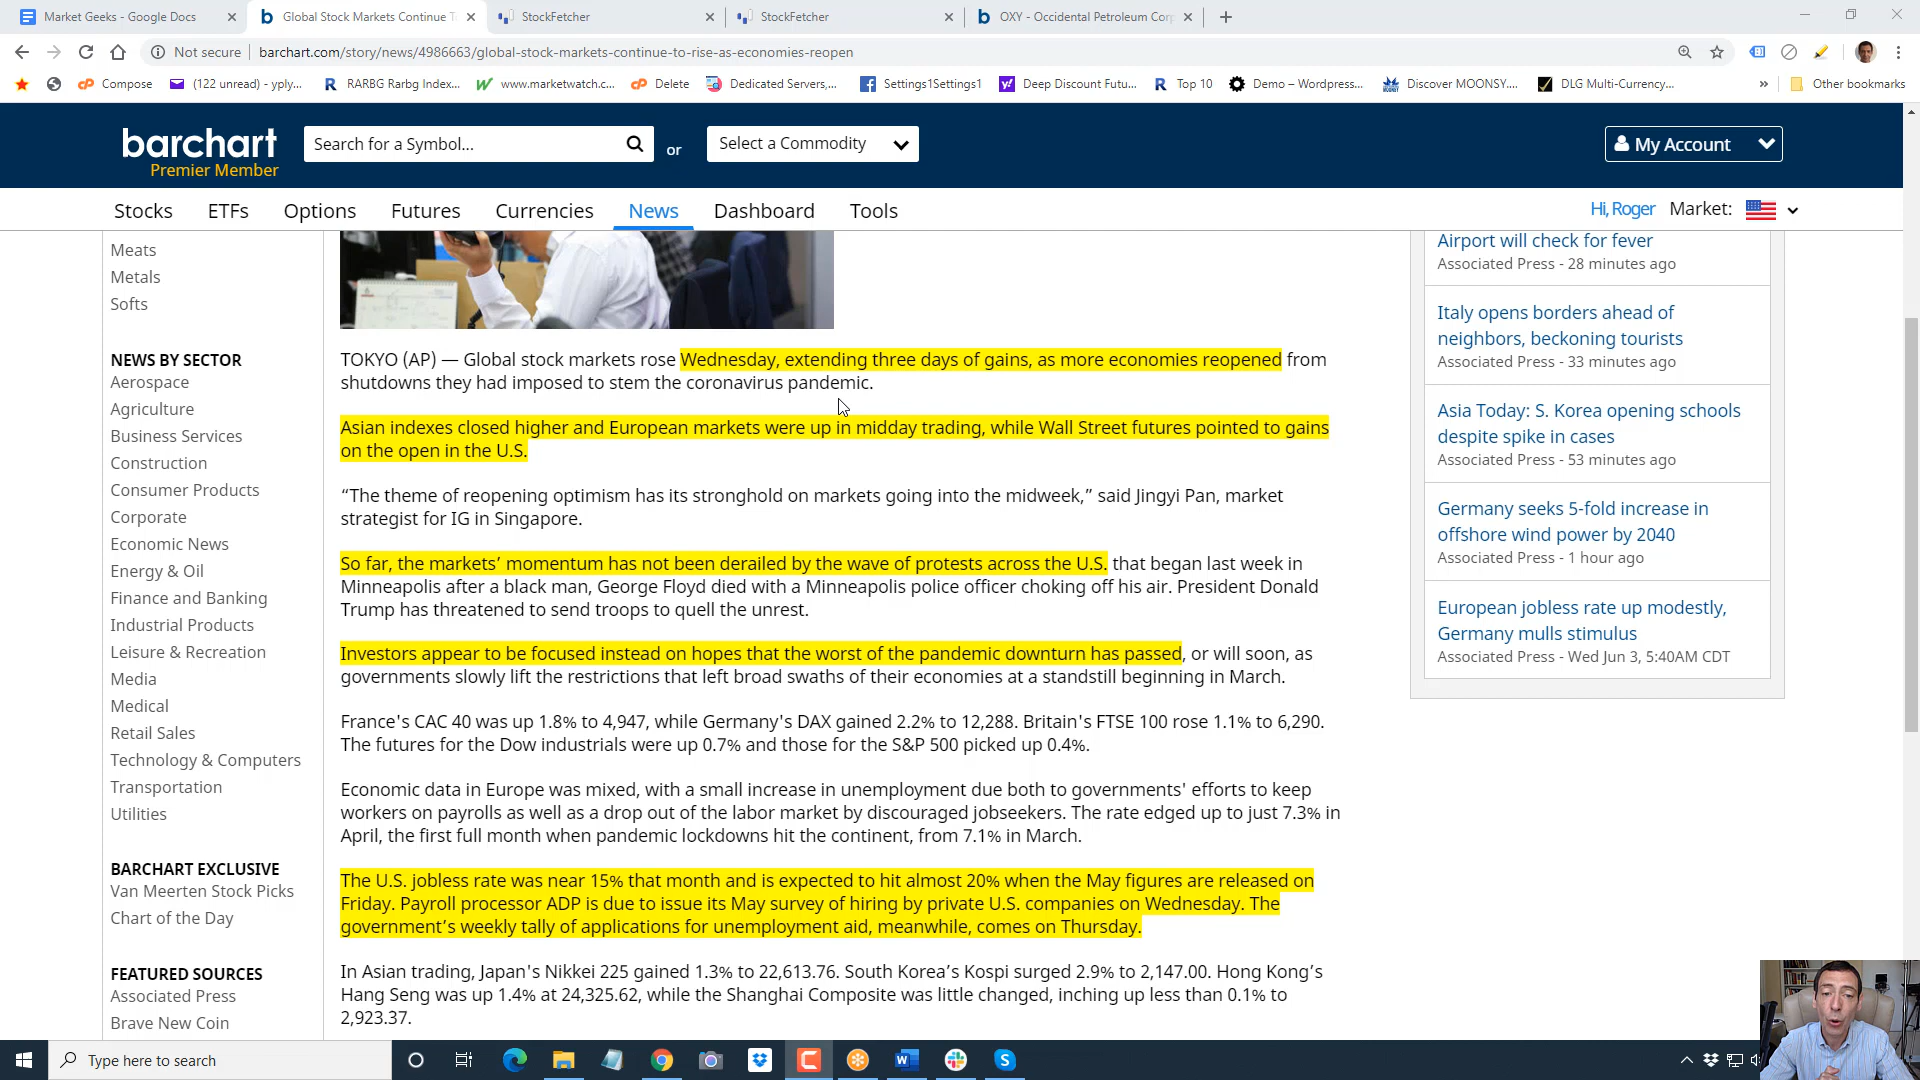 Market Geeks - Google Docs
Global Stock Markets Continue T
StockFetcher
StockFetcher
OXY - Occidental Petroleum Corp
Not secure
barchart.com/story/news/4986663/global-stock-markets-continue-to-rise-as-economies-reopen
Compose
(122 unread) - yply...
RARBG Rarbg Index...
www.marketwatch.c...
Delete
Dedicated Servers,...
Settings1Settings1
Deep Discount Futu...
Top 10
Demo – Wordpress...
Discover MOONSY....
DLG Multi-Currency...
»
Other bookmarks
barchart
Premier Member
Search for a Symbol...
or
Select a Commodity
My Account
Stocks
ETFs
Options
Futures
Currencies
News
Dashboard
Tools
Hi, Roger
Market:
Meats
Metals
Softs
NEWS BY SECTOR
Aerospace
Agriculture
Business Services
Construction
Consumer Products
Corporate
Economic News
Energy & Oil
Finance and Banking
Industrial Products
Leisure & Recreation
Media
Medical
Retail Sales
Technology & Computers
Transportation
Utilities
BARCHART EXCLUSIVE
Van Meerten Stock Picks
Chart of the Day
FEATURED SOURCES
Associated Press
Brave New Coin
TOKYO (AP) — Global stock markets rose Wednesday, extending three days of gains, as more economies reopened from
shutdowns they had imposed to stem the coronavirus pandemic.
Asian indexes closed higher and European markets were up in midday trading, while Wall Street futures pointed to gains
on the open in the U.S.
“The theme of reopening optimism has its stronghold on markets going into the midweek,” said Jingyi Pan, market
strategist for IG in Singapore.
So far, the markets’ momentum has not been derailed by the wave of protests across the U.S. that began last week in
Minneapolis after a black man, George Floyd died with a Minneapolis police officer choking off his air. President Donald
Trump has threatened to send troops to quell the unrest.
Investors appear to be focused instead on hopes that the worst of the pandemic downturn has passed, or will soon, as
governments slowly lift the restrictions that left broad swaths of their economies at a standstill beginning in March.
France's CAC 40 was up 1.8% to 4,947, while Germany's DAX gained 2.2% to 12,288. Britain's FTSE 100 rose 1.1% to 6,290.
The futures for the Dow industrials were up 0.7% and those for the S&P 500 picked up 0.4%.
Economic data in Europe was mixed, with a small increase in unemployment due both to governments' efforts to keep
workers on payrolls as well as a drop out of the labor market by discouraged jobseekers. The rate edged up to just 7.3% in
April, the first full month when pandemic lockdowns hit the continent, from 7.1% in March.
The U.S. jobless rate was near 15% that month and is expected to hit almost 20% when the May figures are released on
Friday. Payroll processor ADP is due to issue its May survey of hiring by private U.S. companies on Wednesday. The
government’s weekly tally of applications for unemployment aid, meanwhile, comes on Thursday.
In Asian trading, Japan's Nikkei 225 gained 1.3% to 22,613.76. South Korea’s Kospi surged 2.9% to 2,147.00. Hong Kong’s
Hang Seng was up 1.4% at 24,325.62, while the Shanghai Composite was little changed, inching up less than 0.1% to
2,923.37.
Airport will check for fever
Associated Press - 28 minutes ago
Italy opens borders ahead of
neighbors, beckoning tourists
Associated Press - 33 minutes ago
Asia Today: S. Korea opening schools
despite spike in cases
Associated Press - 53 minutes ago
Germany seeks 5-fold increase in
offshore wind power by 2040
Associated Press - 1 hour ago
European jobless rate up modestly,
Germany mulls stimulus
Associated Press - Wed Jun 3, 5:40AM CDT
Type here to search